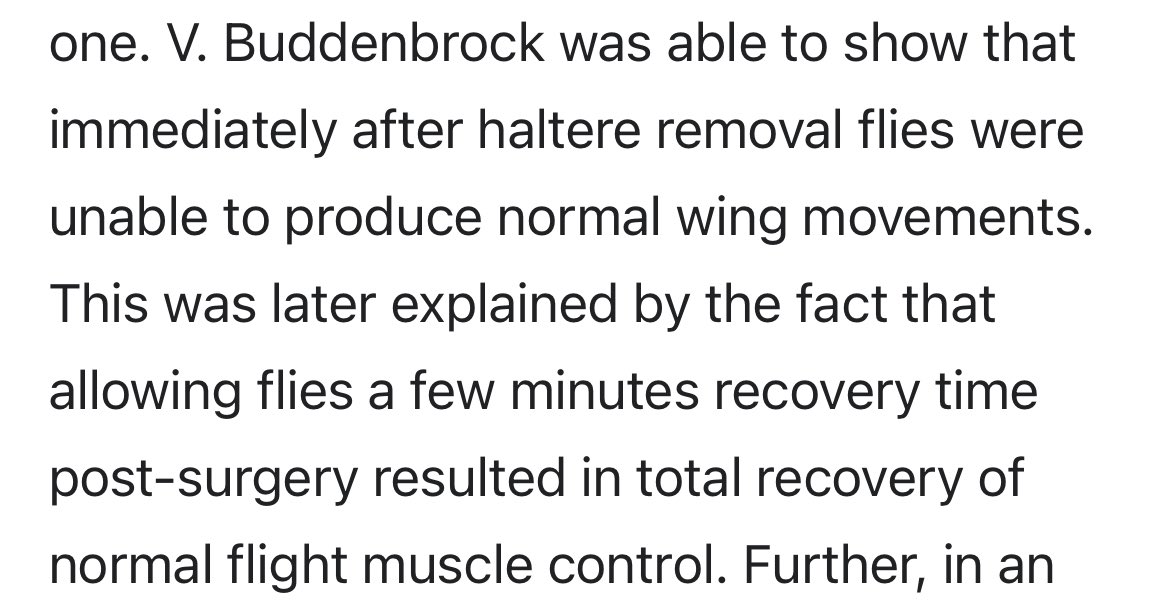 one. V. Buddenbrock was able to show that
immediately after haltere removal flies were
unable to produce normal wing movements.
This was later explained by the fact that
allowing flies a few minutes recovery time
post-surgery resulted in total recovery of
normal flight muscle control. Further, in an